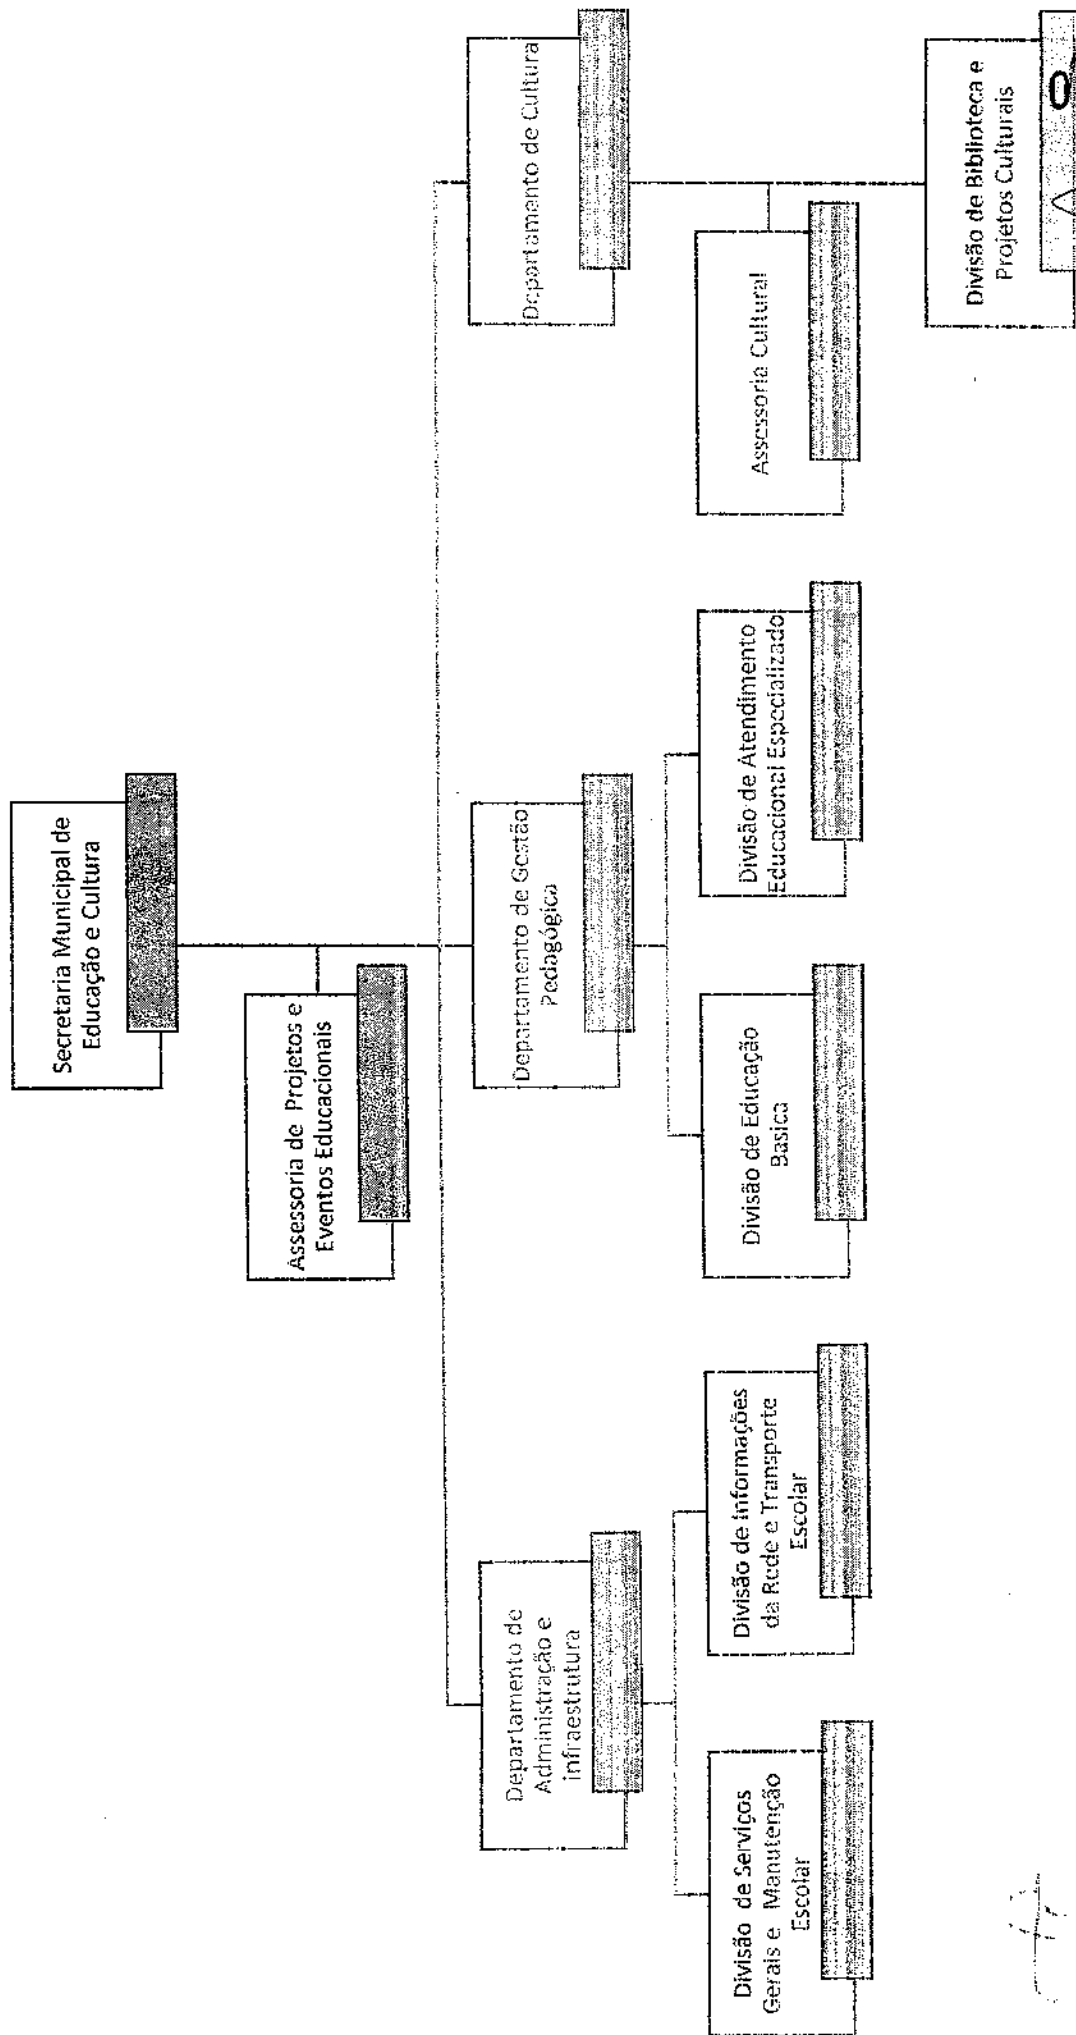 Secretaria Municipal de
Educação e Cultura
Assessoria de Projetos e
Eventos Educacionais
Departamento de
Administração e
infraestrutura
Departamento de Gestão
Pedagógica
Departamento de Cultura
Divisão de Serviços
Gerais e Manutenção
Escolar
Divisão de Informações
da Rede e Transporte
Escolar
Divisão de Educação
Basica
Divisão de Atendimento
Educacional Especializado
Assessoria Cultural
Divisão de Biblioteca e
Projetos Culturais